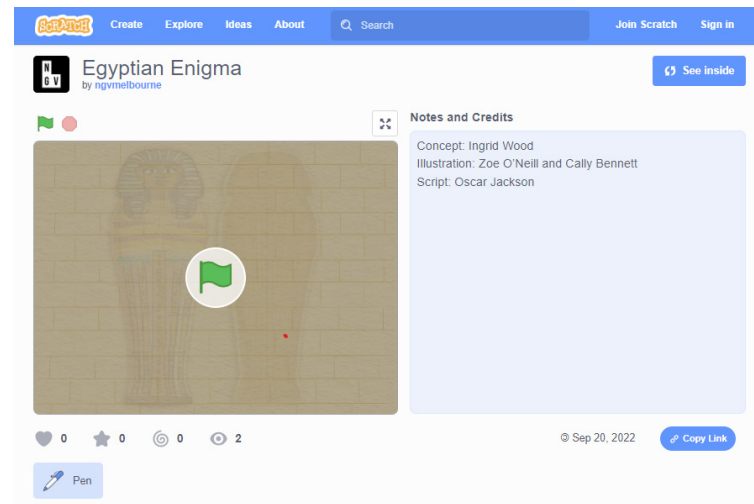 SCRATCH Create Explore Ideas About Search Join Scratch Sign in
N
G V
Egyptian Enigma
by ngvmelbourne
See inside
Notes and Credits
Concept: Ingrid Wood
Illustration: Zoe O'Neill and Cally Bennett
Script: Oscar Jackson
0 0 0 2
© Sep 20, 2022
Copy Link
Pen